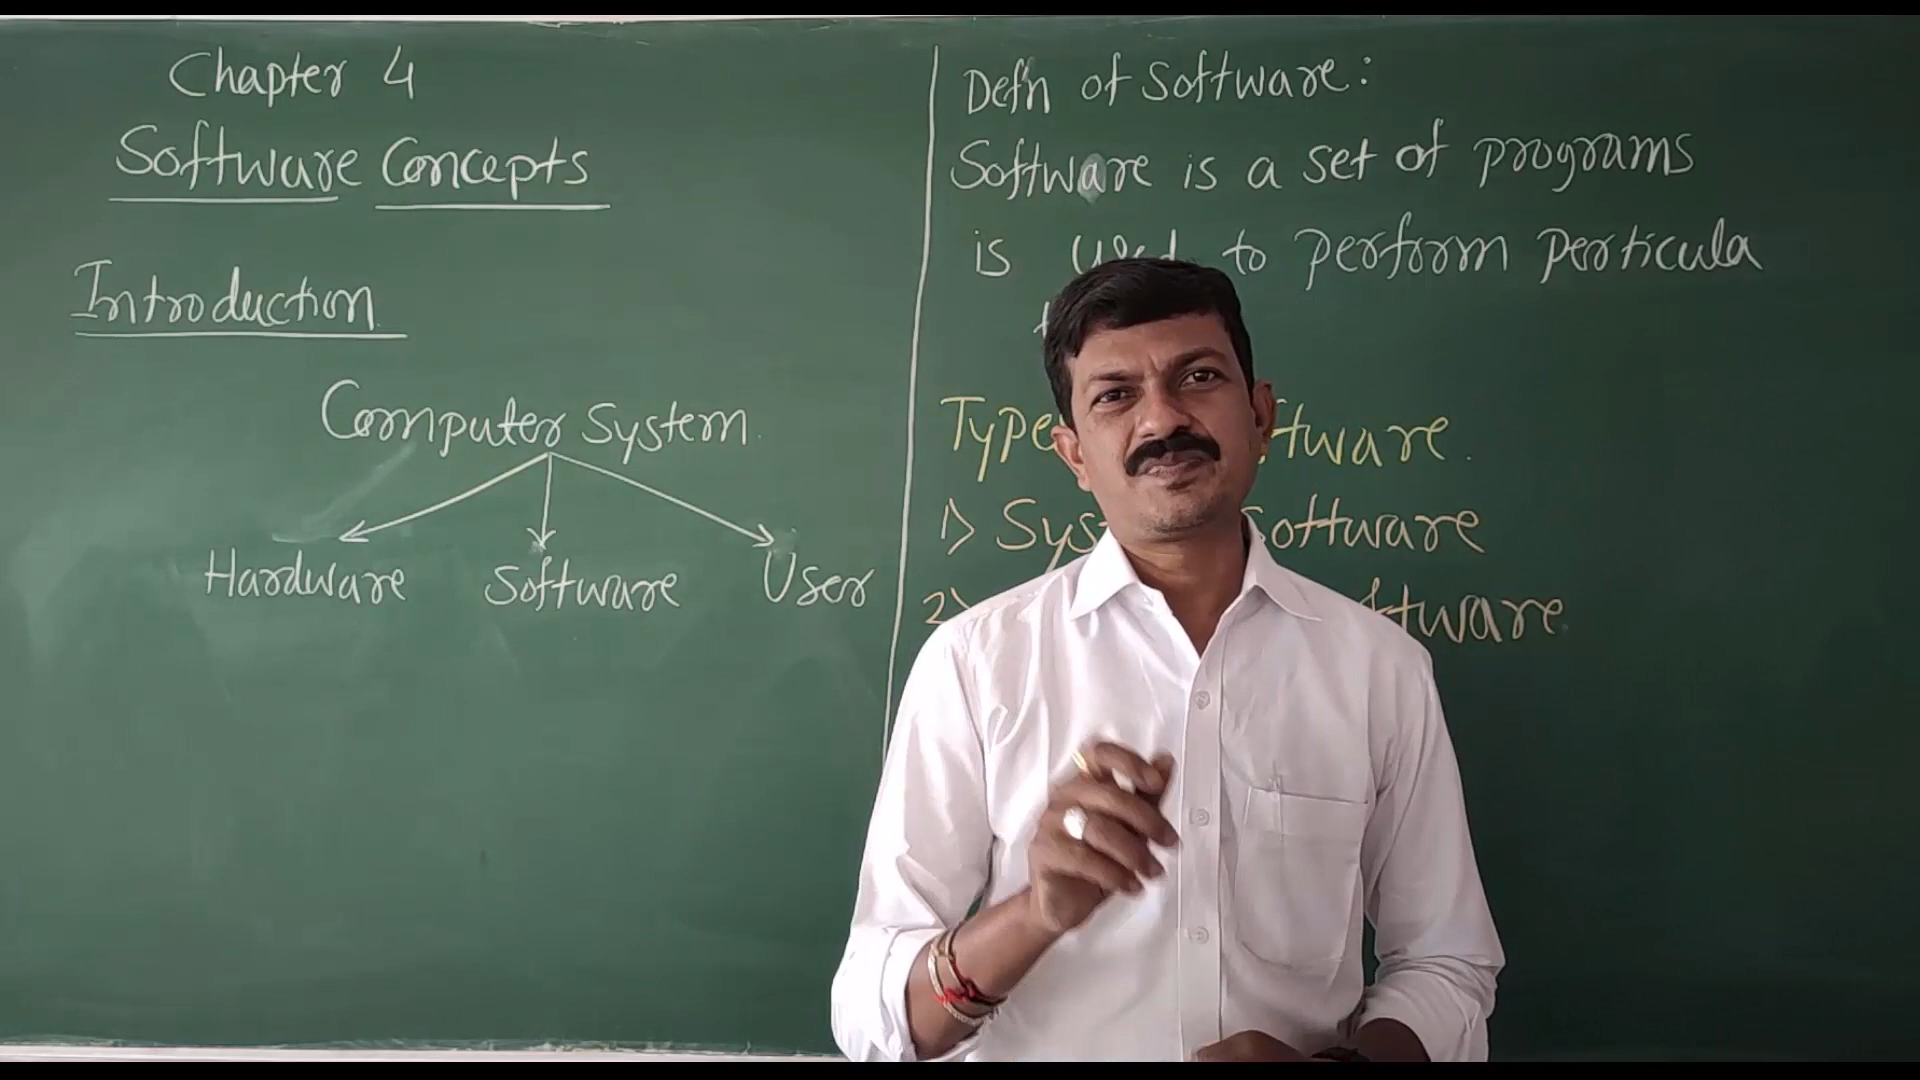 Chapter 4
Software Concepts
Introduction
Computer System
Hardware Software User
Defn of Software:
Software is a set of programs
is used to perform perticula
Type ftware.
1) Sys software
2) ftware